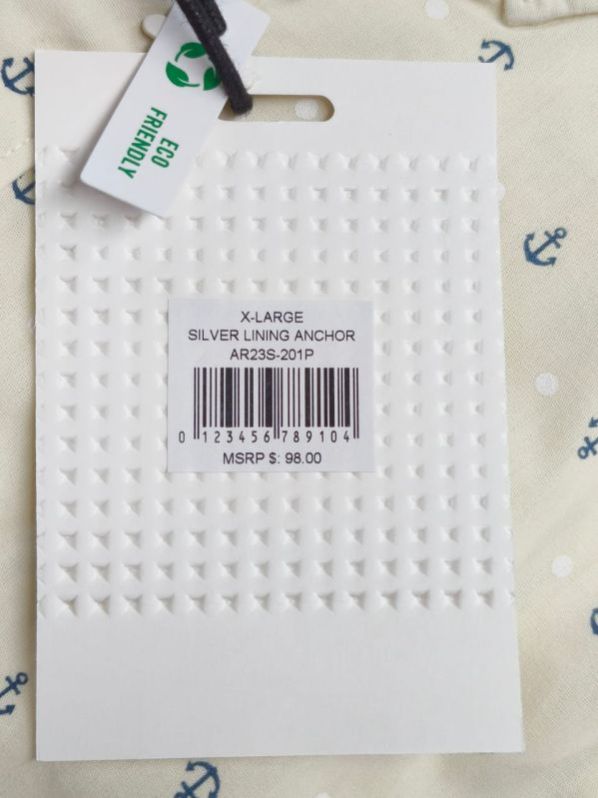 ECO
FRIENDLY
X-LARGE
SILVER LINING ANCHOR
AR23S-201P
0 123456 789104
MSRP $: 98.00